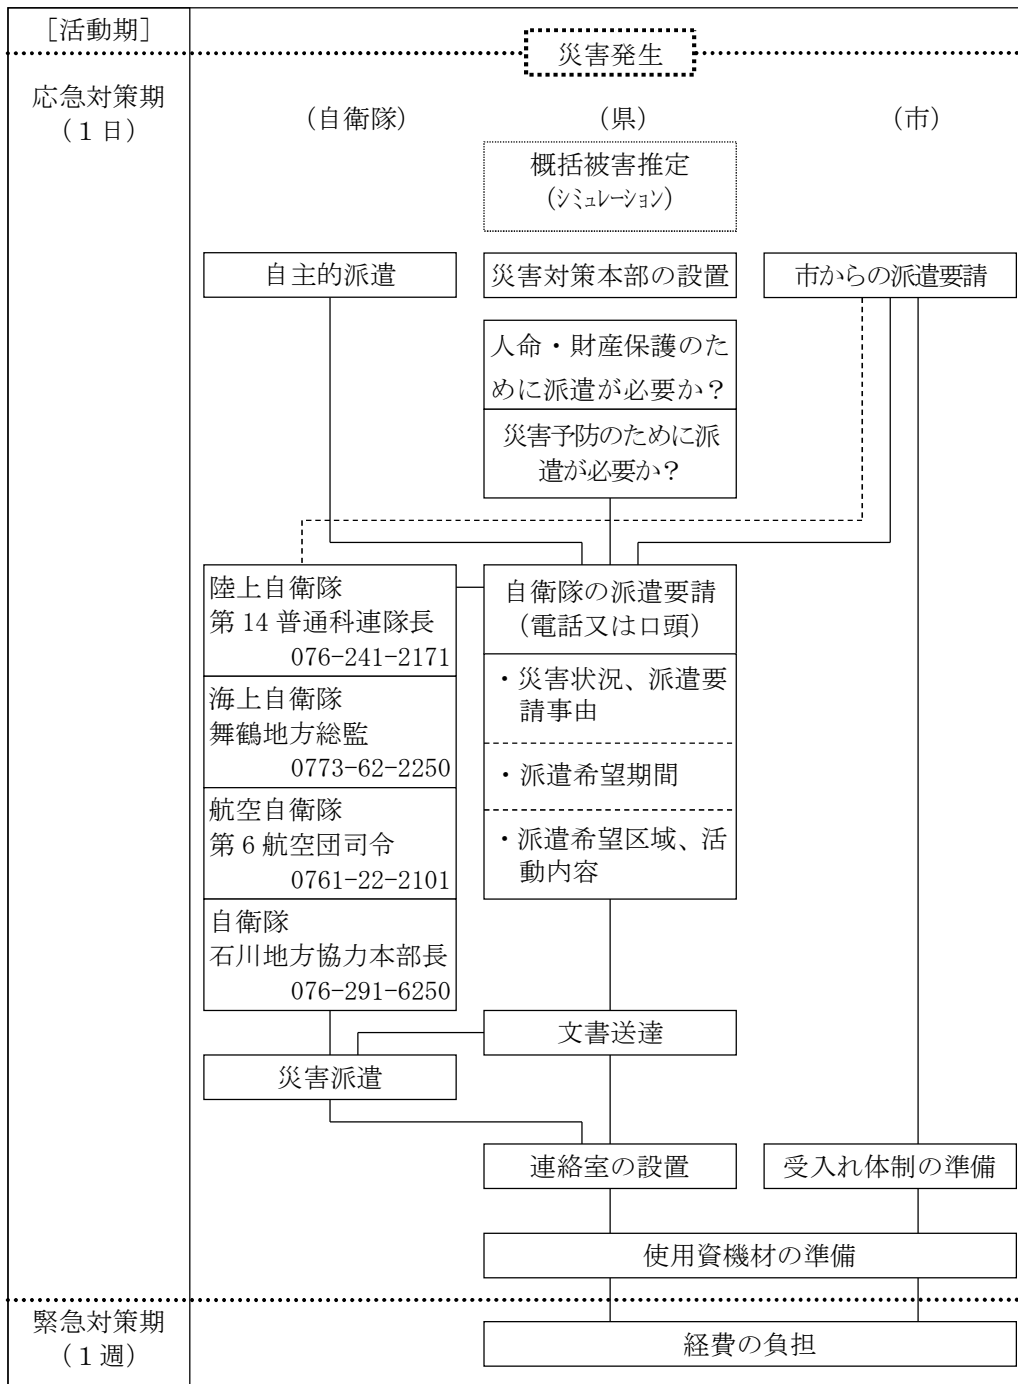 ［活動期］
災害発生
応急対策期
（１日）
（自衛隊）
（県）
（市）
概括被害推定
(ｼﾐｭﾚｰｼｮﾝ)
自主的派遣
災害対策本部の設置
市からの派遣要請
人命・財産保護のた
めに派遣が必要か？
災害予防のために派
遣が必要か？
陸上自衛隊
第 14 普通科連隊長
076-241-2171
海上自衛隊
舞鶴地方総監
0773-62-2250
航空自衛隊
第 6 航空団司令
0761-22-2101
自衛隊
石川地方協力本部長
076-291-6250
自衛隊の派遣要請
（電話又は口頭）
・災害状況、派遣要
請事由
・派遣希望期間
・派遣希望区域、活
動内容
文書送達
災害派遣
連絡室の設置
受入れ体制の準備
使用資機材の準備
緊急対策期
（１週）
経費の負担